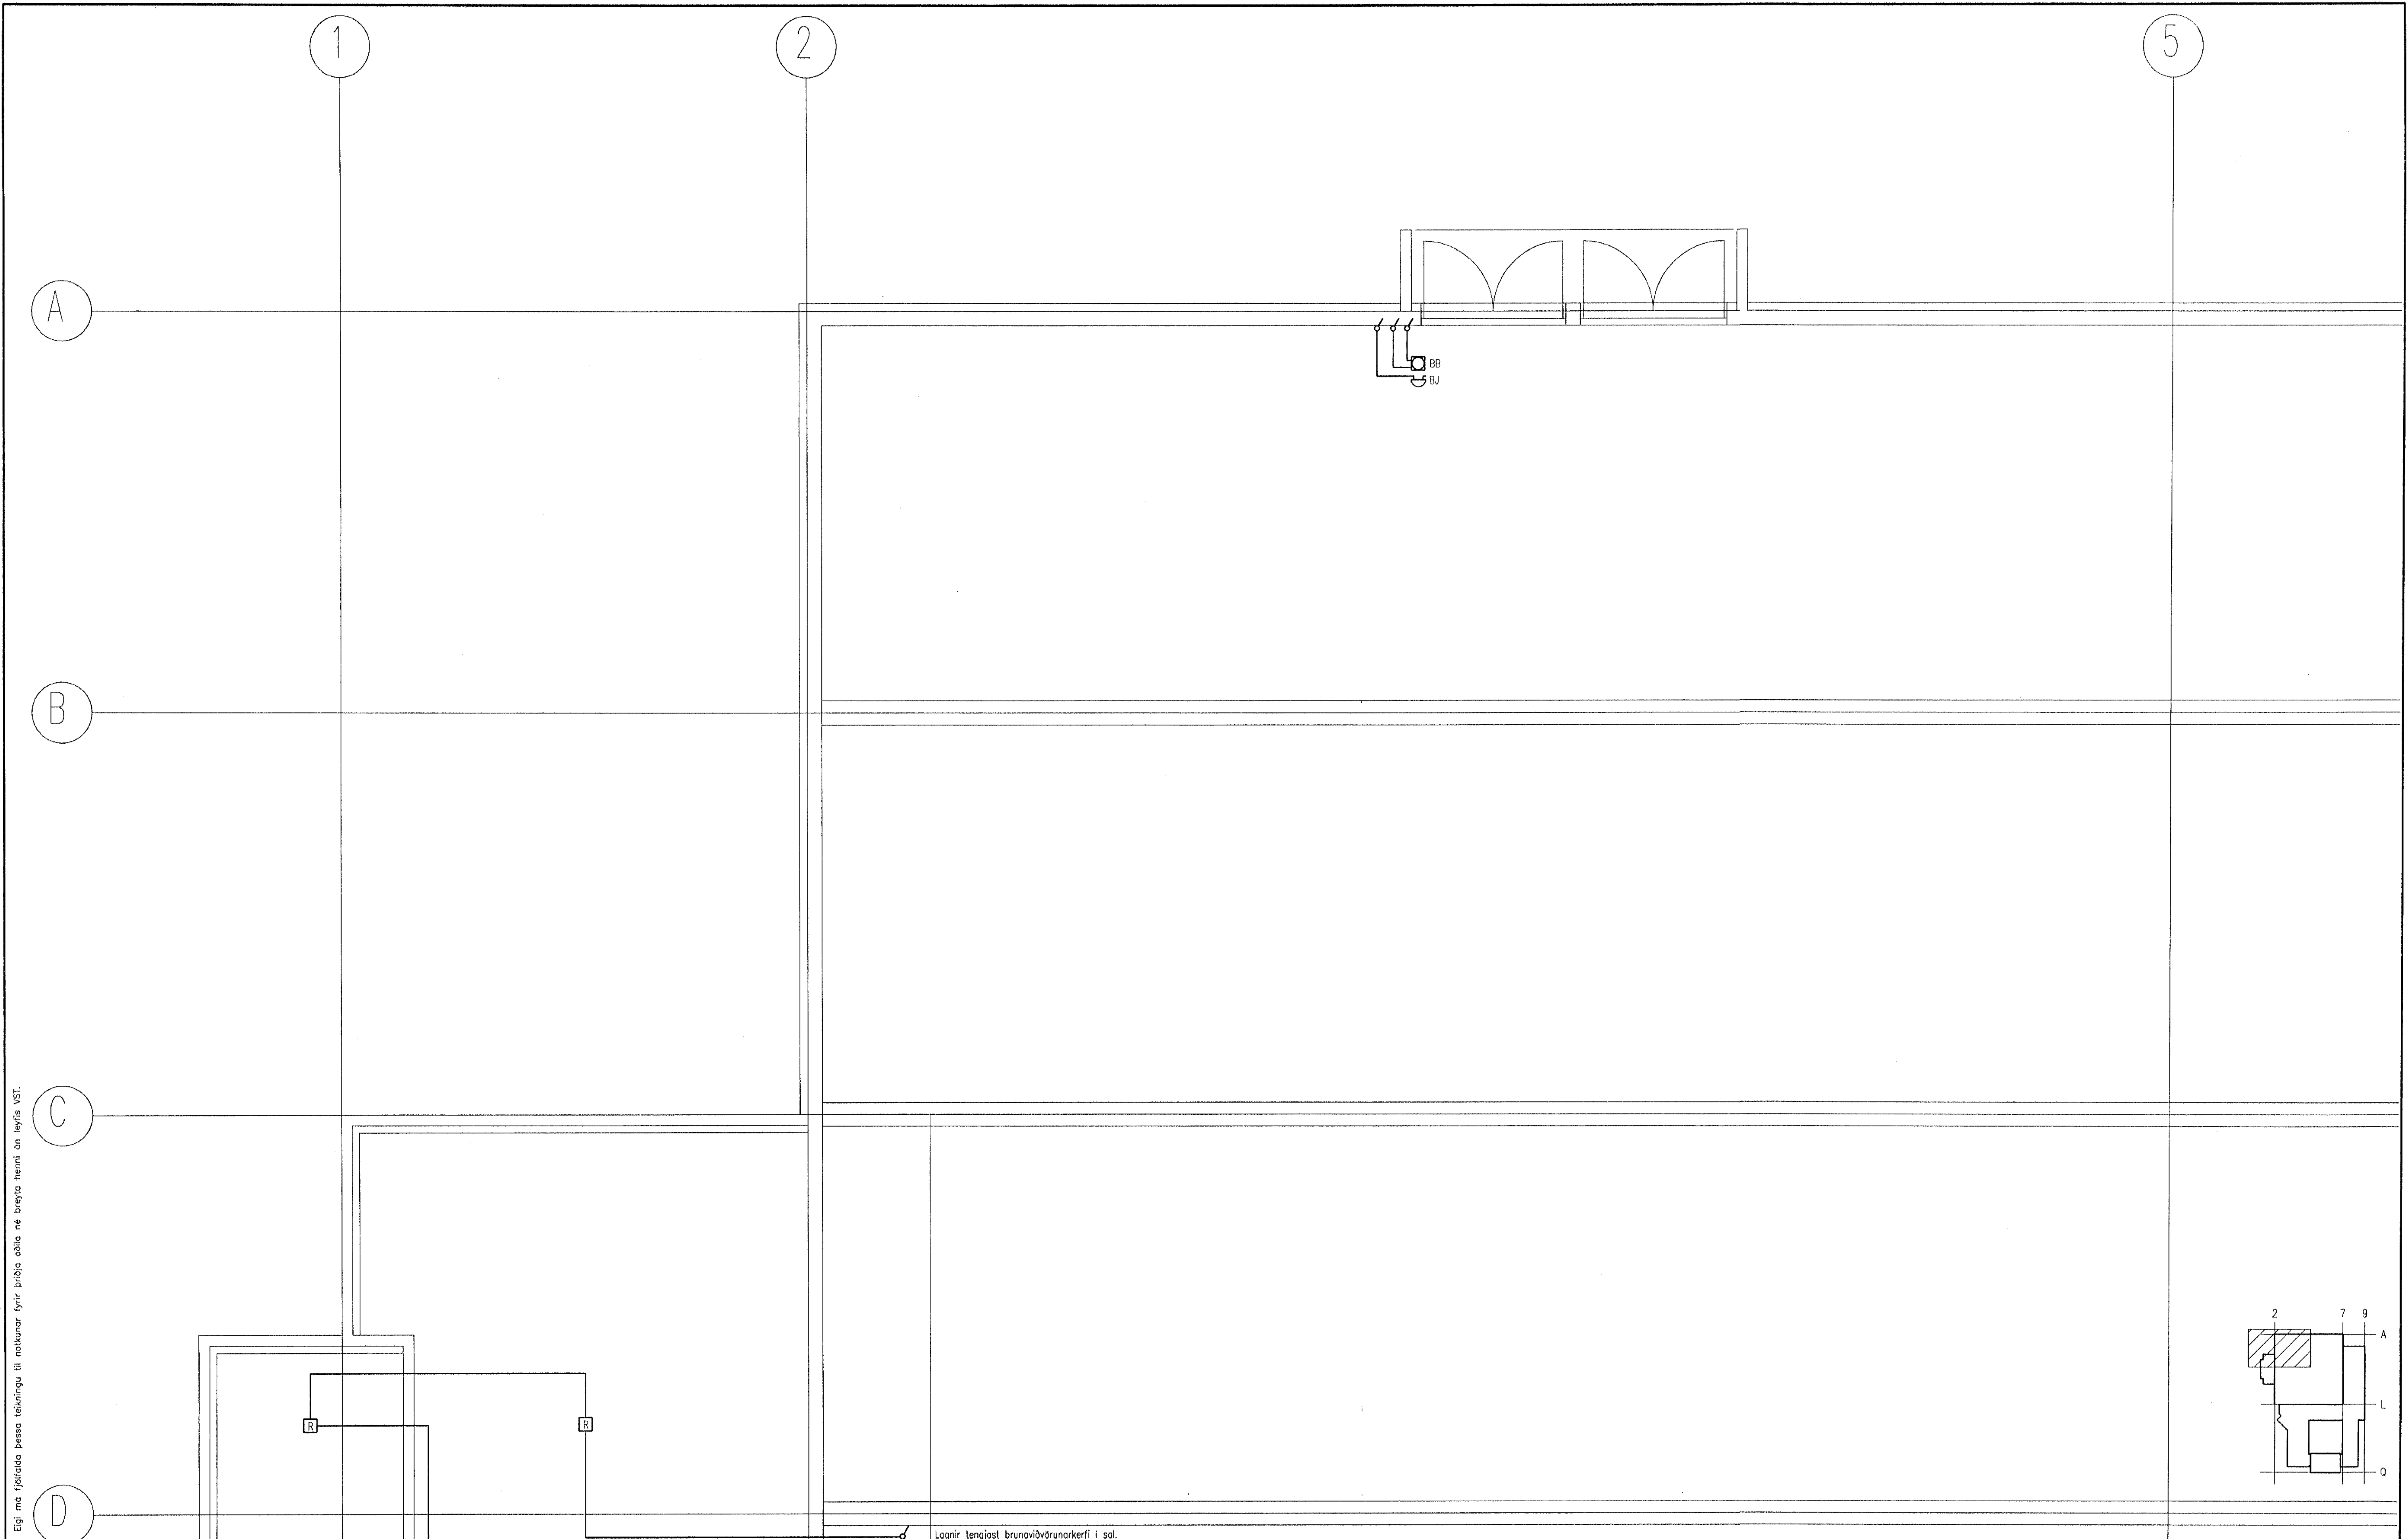 1
2
5
A
BB
BJ
B
C
2 7 9
A
R
R
L
Q
D
Lagnir tengjast brunaviðvörunarkerfi í sal.
Eigi má fjölfalda þessa teikningu til notkunar fyrir þriðja aðila né breyta henni án leyfis VST.